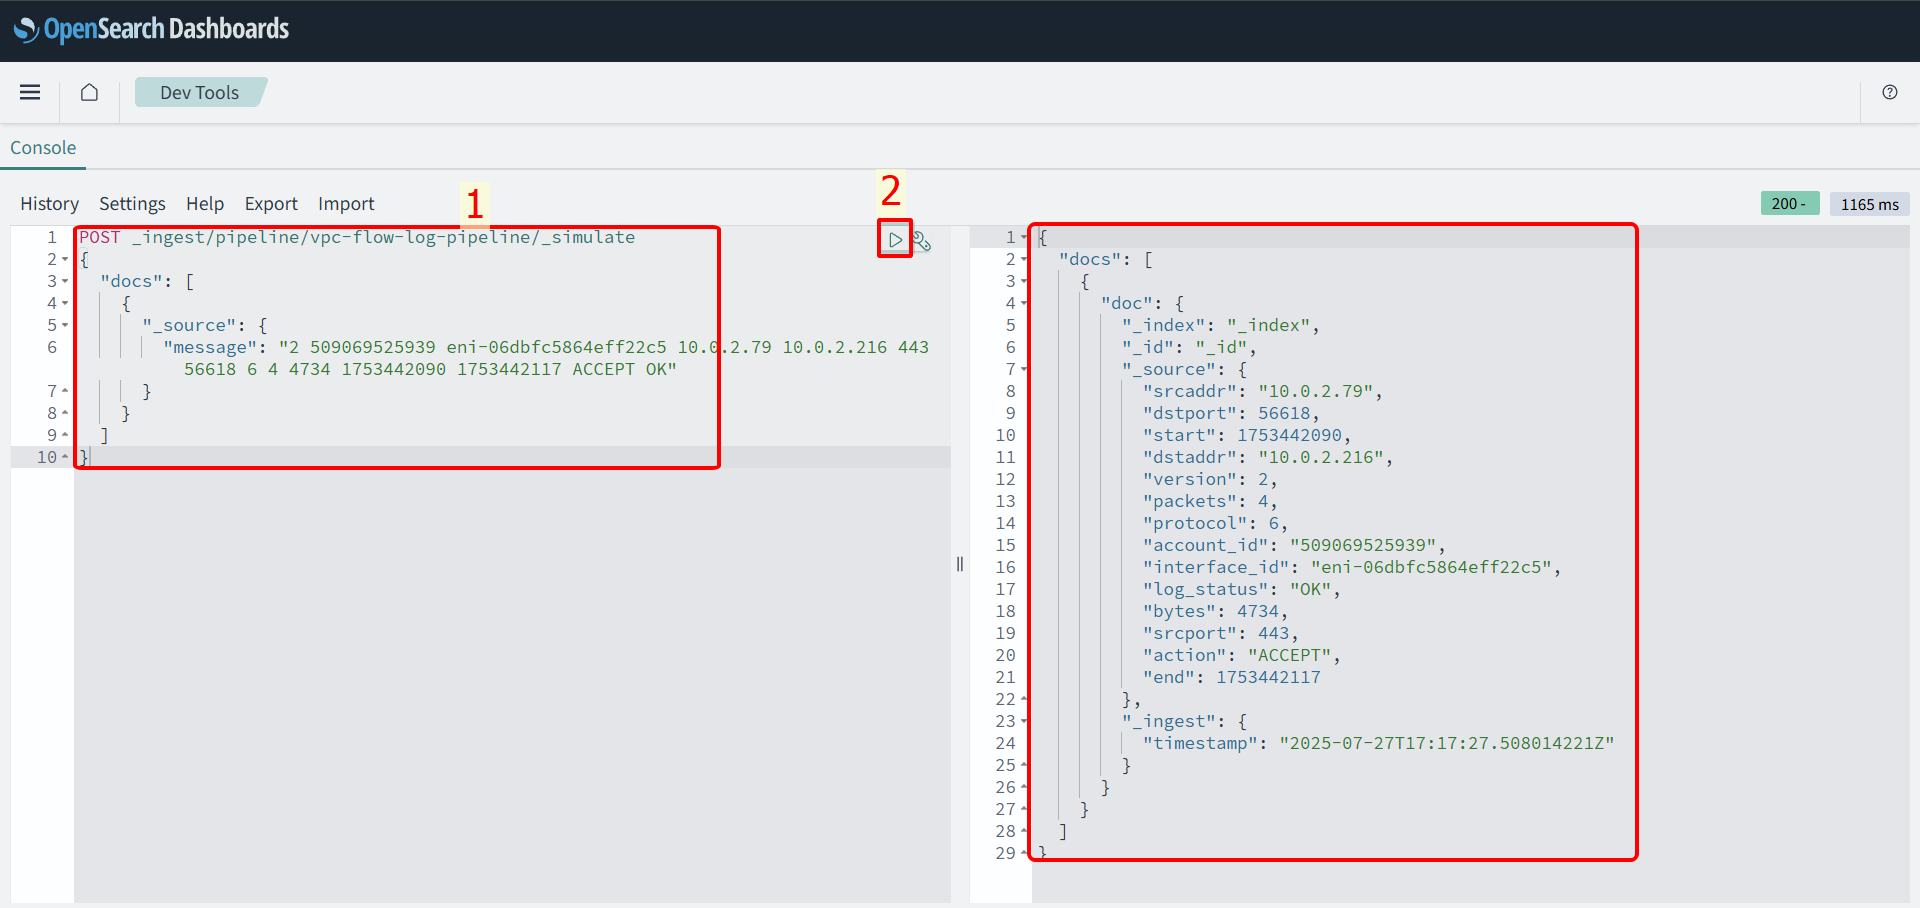 OpenSearch Dashboards
Dev Tools
Console
History Settings Help Export Import
1
2
200 -
1165 ms
1 POST _ingest/pipeline/vpc-flow-log-pipeline/_simulate
2 {
3 "docs": [
4 {
5 "_source": {
6 "message": "2 509069525939 eni-06dbfc5864eff22c5 10.0.2.79 10.0.2.216 443
56618 6 4 4734 1753442090 1753442117 ACCEPT OK"
7 }
8 }
9 ]
10 }
1 {
2 "docs": [
3 {
4 "doc": {
5 "_index": "_index",
6 "_id": "_id",
7 "_source": {
8 "srcaddr": "10.0.2.79",
9 "dstport": 56618,
10 "start": 1753442090,
11 "dstaddr": "10.0.2.216",
12 "version": 2,
13 "packets": 4,
14 "protocol": 6,
15 "account_id": "509069525939",
16 "interface_id": "eni-06dbfc5864eff22c5",
17 "log_status": "OK",
18 "bytes": 4734,
19 "srcport": 443,
20 "action": "ACCEPT",
21 "end": 1753442117
22 },
23 "_ingest": {
24 "timestamp": "2025-07-27T17:17:27.508014221Z"
25 }
26 }
27 }
28 ]
29 }